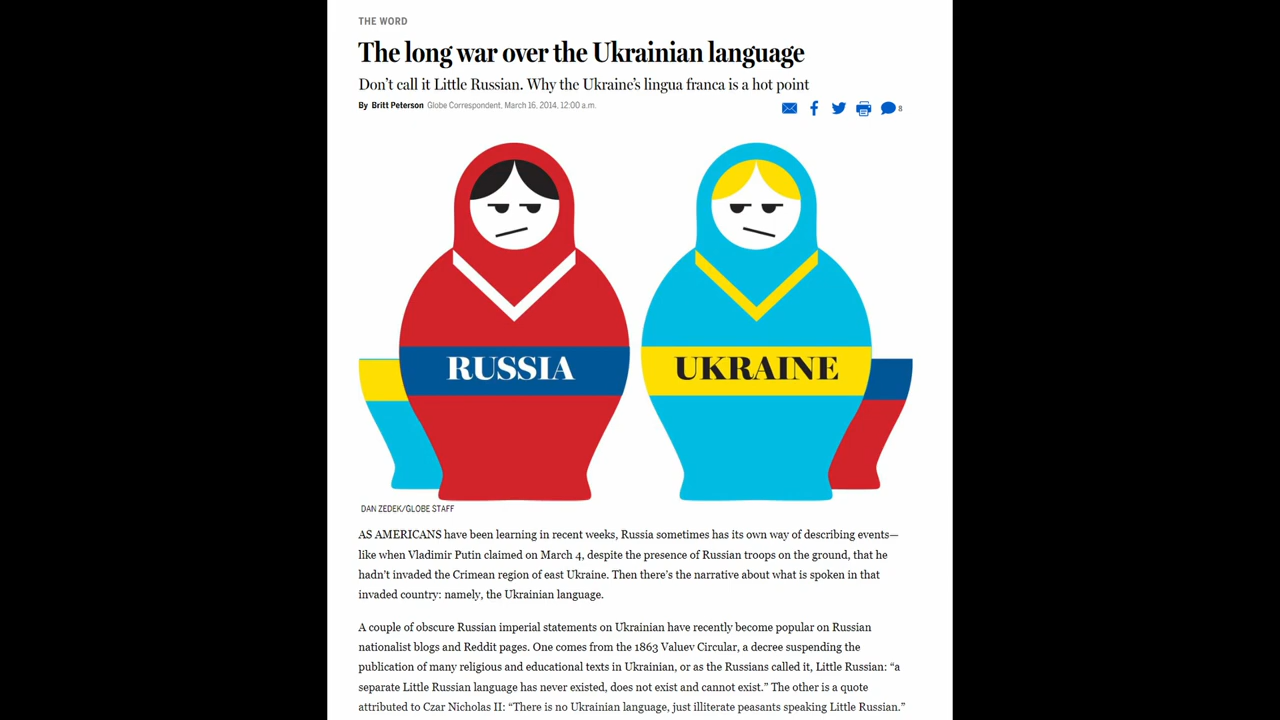 THE WORD
The long war over the Ukrainian language
Don't call it Little Russian. Why the Ukraine's lingua franca is a hot point
By Britt Peterson Globe Correspondent, March 16, 2014, 12:00 a.m.
8
RUSSIA
UKRAINE
DAN ZEDEK/GLOBE STAFF
AS AMERICANS have been learning in recent weeks, Russia sometimes has its own way of describing events—
like when Vladimir Putin claimed on March 4, despite the presence of Russian troops on the ground, that he
hadn't invaded the Crimean region of east Ukraine. Then there's the narrative about what is spoken in that
invaded country: namely, the Ukrainian language.
A couple of obscure Russian imperial statements on Ukrainian have recently become popular on Russian
nationalist blogs and Reddit pages. One comes from the 1863 Valuev Circular, a decree suspending the
publication of many religious and educational texts in Ukrainian, or as the Russians called it, Little Russian: “a
separate Little Russian language has never existed, does not exist and cannot exist.” The other is a quote
attributed to Czar Nicholas II: “There is no Ukrainian language, just illiterate peasants speaking Little Russian.”